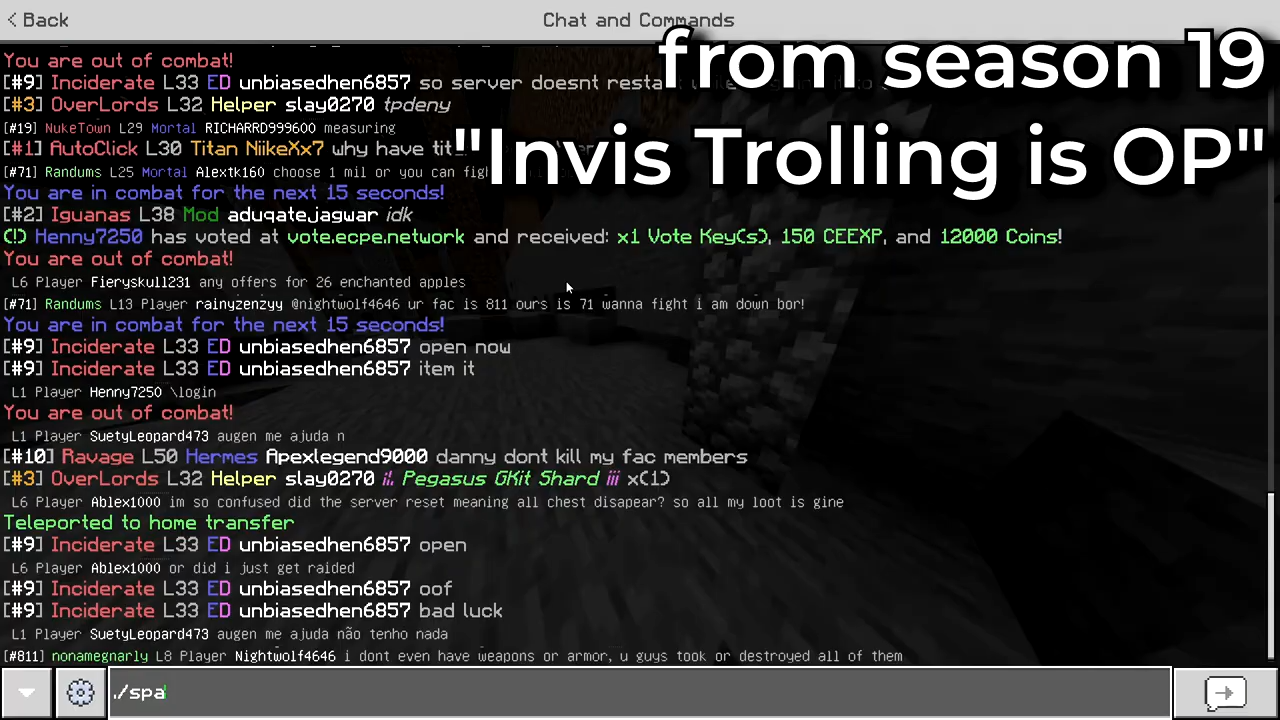 < Back
Chat and Commands
from season 19
"Invis Trolling is OP"
You are out of combat!
[#9] Inciderate L33 ED unbiasedhen6857 so server doesnt resta
[#3] OverLords L32 Helper slay0270 tpdeny
[#19] NukeTown L29 Mortal RICHARRD999600 measuring
[#1] AutoClick L30 Titan NiikeXx7 why have tit
[#71] Randums L25 Mortal Alextk160 choose 1 mil or you can fig
You are in combat for the next 15 seconds!
[#2] Iguanas L38 Mod aduqatejagwar idk
(!) Henny7250 has voted at vote.ecpe.network and received: x1 Vote Key(s), 150 CEEXP, and 12000 Coins!
You are out of combat!
L6 Player Fieryskull231 any offers for 26 enchanted apples
[#71] Randums L13 Player rainyzenzyy @nightwolf4646 ur fac is 811 ours is 71 wanna fight i am down bor!
You are in combat for the next 15 seconds!
[#9] Inciderate L33 ED unbiasedhen6857 open now
[#9] Inciderate L33 ED unbiasedhen6857 item it
L1 Player Henny7250 \login
You are out of combat!
L1 Player SuetyLeopard473 augen me ajuda n
[#10] Ravage L50 Hermes Apexlegend9000 danny dont kill my fac members
[#3] OverLords L32 Helper slay0270 Pegasus GKit Shard iii x(1)
L6 Player Ablex1000 im so confused did the server reset meaning all chest disapear? so all my loot is gine
Teleported to home transfer
[#9] Inciderate L33 ED unbiasedhen6857 open
L6 Player Ablex1000 or did i just get raided
[#9] Inciderate L33 ED unbiasedhen6857 oof
[#9] Inciderate L33 ED unbiasedhen6857 bad luck
L1 Player SuetyLeopard473 augen me ajuda não tenho nada
[#811] nonamegnarly L8 Player Nightwolf4646 i dont even have weapons or armor, u guys took or destroyed all of them
./spa